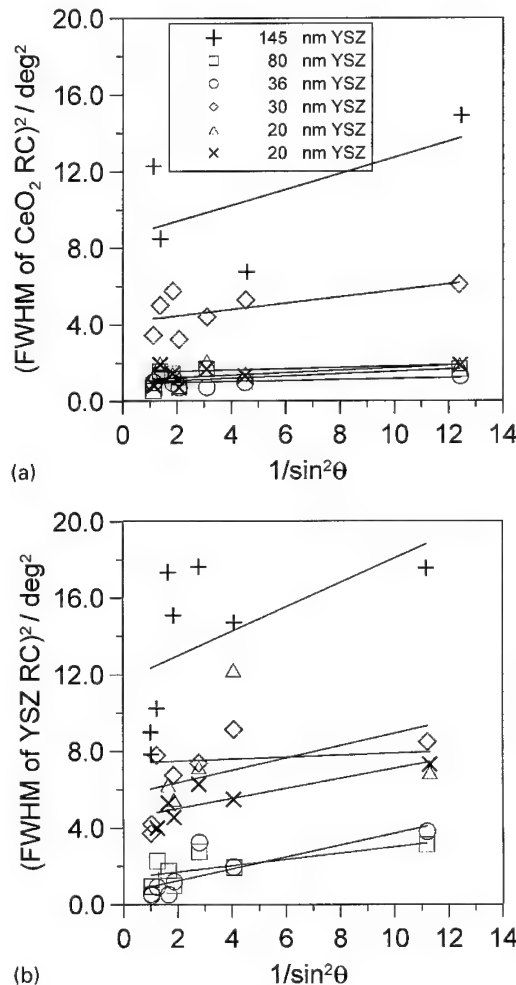 20.0
16.0
12.0
8.0
4.0
0.0
(FWHM of CeO₂ RC)² / deg²
145 nm YSZ
80 nm YSZ
36 nm YSZ
30 nm YSZ
20 nm YSZ
20 nm YSZ
0 2 4 6 8 10 12 14
1/sin²θ
(a)
20.0
16.0
12.0
8.0
4.0
0.0
(FWHM of YSZ RC)² / deg²
0 2 4 6 8 10 12 14
1/sin²θ
(b)